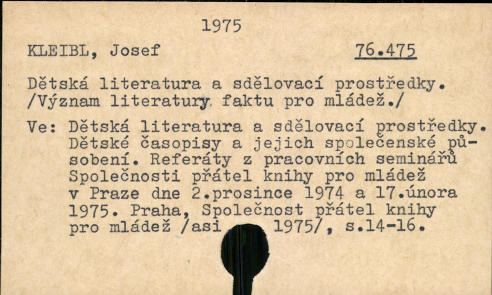 1975
KLEIBL, Josef 76.475
Dětská literatura a sdělovací prostředky.
/Význam literatury faktu pro mládež./
Ve: Dětská literatura a sdělovací prostředky.
Dětské časopisy a jejich společenské pů-
sobení. Referáty z pracovních seminářů
Společnosti přátel knihy pro mládež
v Praze dne 2.prosince 1974 a 17.února
1975. Praha, Společnost přátel knihy
pro mládež /asi 1975/, s.14-16.